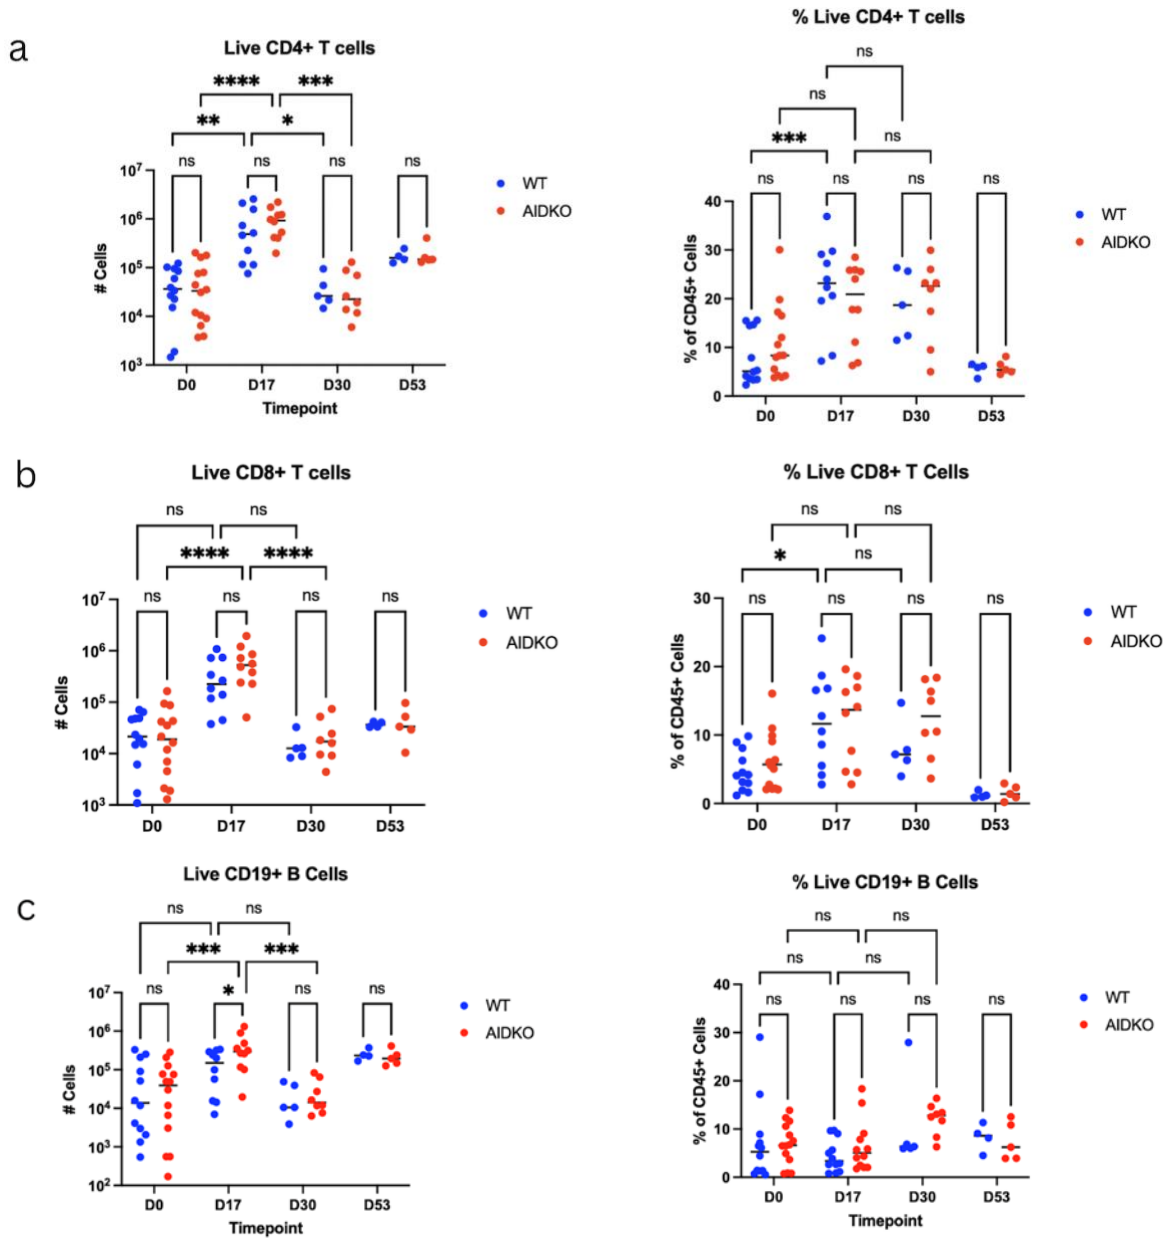 a
Live CD4+ T cells
**** ***
** *
ns ns ns ns
10^7
10^6
10^5
10^4
10^3
# Cells
D0 D17 D30 D53
Timepoint
WT
AIDKO
% Live CD4+ T cells
ns
ns
*** ns
ns ns ns ns
40
30
20
10
0
% of CD45+ Cells
D0 D17 D30 D53
WT
AIDKO
b
Live CD8+ T cells
ns ns
**** ****
ns ns ns ns
10^7
10^6
10^5
10^4
10^3
# Cells
D0 D17 D30 D53
WT
AIDKO
% Live CD8+ T Cells
ns ns
* ns
ns ns ns ns
30
20
10
0
% of CD45+ Cells
D0 D17 D30 D53
WT
AIDKO
c
Live CD19+ B Cells
ns ns
*** ***
ns * ns ns
10^7
10^6
10^5
10^4
10^3
10^2
# Cells
D0 D17 D30 D53
Timepoint
WT
AIDKO
% Live CD19+ B Cells
ns ns
ns ns
ns ns ns ns
40
30
20
10
0
% of CD45+ Cells
D0 D17 D30 D53
Timepoint
WT
AIDKO